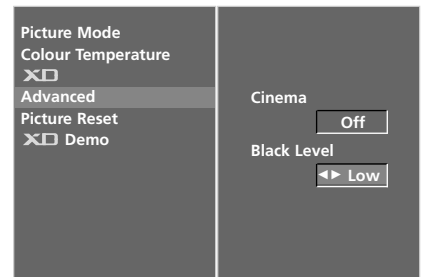 Picture Mode
Colour Temperature
XD
Advanced
Picture Reset
XD Demo
Cinema
Off
Black Level
◄► Low